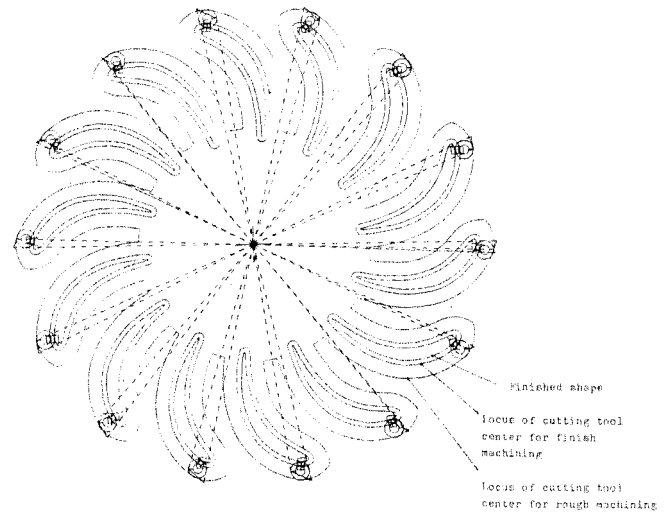 Finished shape
Locus of cutting tool
center for finish
machining
Locus of cutting tool
center for rough machining